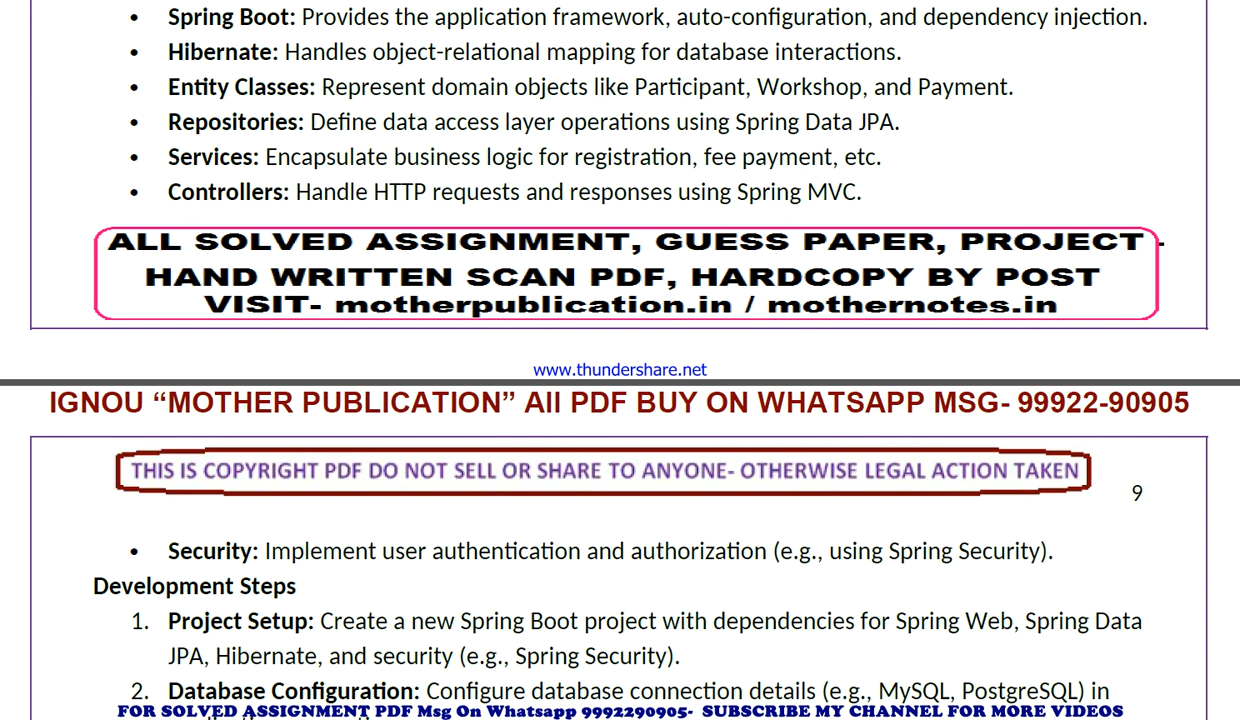 • Spring Boot: Provides the application framework, auto-configuration, and dependency injection.
• Hibernate: Handles object-relational mapping for database interactions.
• Entity Classes: Represent domain objects like Participant, Workshop, and Payment.
• Repositories: Define data access layer operations using Spring Data JPA.
• Services: Encapsulate business logic for registration, fee payment, etc.
• Controllers: Handle HTTP requests and responses using Spring MVC.
ALL SOLVED ASSIGNMENT, GUESS PAPER, PROJECT -
HAND WRITTEN SCAN PDF, HARDCOPY BY POST
VISIT- motherpublication.in / mothernotes.in
www.thundershare.net
IGNOU “MOTHER PUBLICATION” All PDF BUY ON WHATSAPP MSG- 99922-90905
THIS IS COPYRIGHT PDF DO NOT SELL OR SHARE TO ANYONE- OTHERWISE LEGAL ACTION TAKEN
9
• Security: Implement user authentication and authorization (e.g., using Spring Security).
Development Steps
1. Project Setup: Create a new Spring Boot project with dependencies for Spring Web, Spring Data
JPA, Hibernate, and security (e.g., Spring Security).
2. Database Configuration: Configure database connection details (e.g., MySQL, PostgreSQL) in
FOR SOLVED ASSIGNMENT PDF Msg On Whatsapp 9992290905- SUBSCRIBE MY CHANNEL FOR MORE VIDEOS